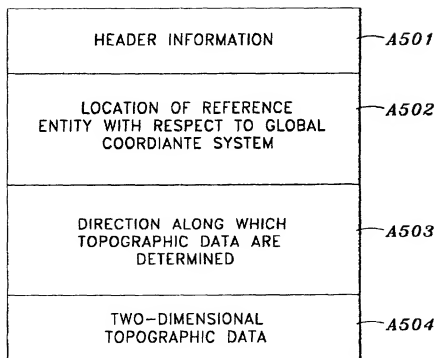 HEADER INFORMATION
A501
LOCATION OF REFERENCE
ENTITY WITH RESPECT TO GLOBAL
COORDIANTE SYSTEM
A502
DIRECTION ALONG WHICH
TOPOGRAPHIC DATA ARE
DETERMINED
A503
TWO-DIMENSIONAL
TOPOGRAPHIC DATA
A504